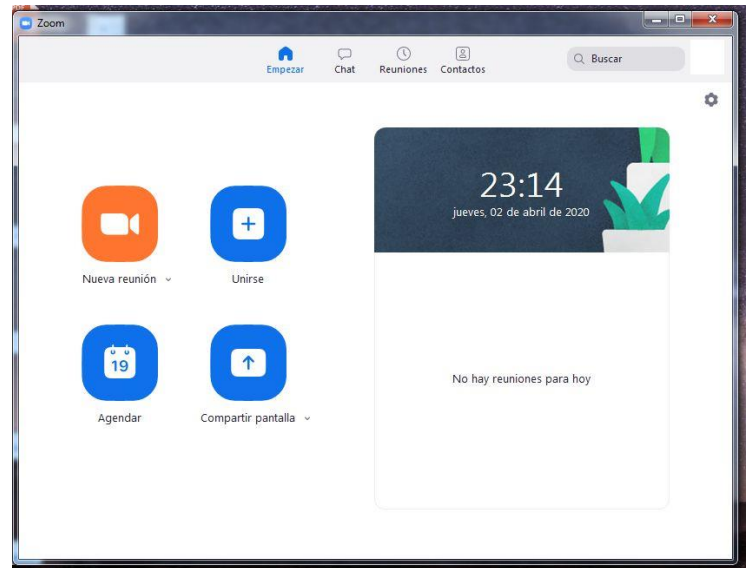 Zoom
Empezar
Chat
Reuniones
Contactos
Buscar
23:14
jueves, 02 de abril de 2020
Nueva reunión
Unirse
19
Agendar
Compartir pantalla
No hay reuniones para hoy